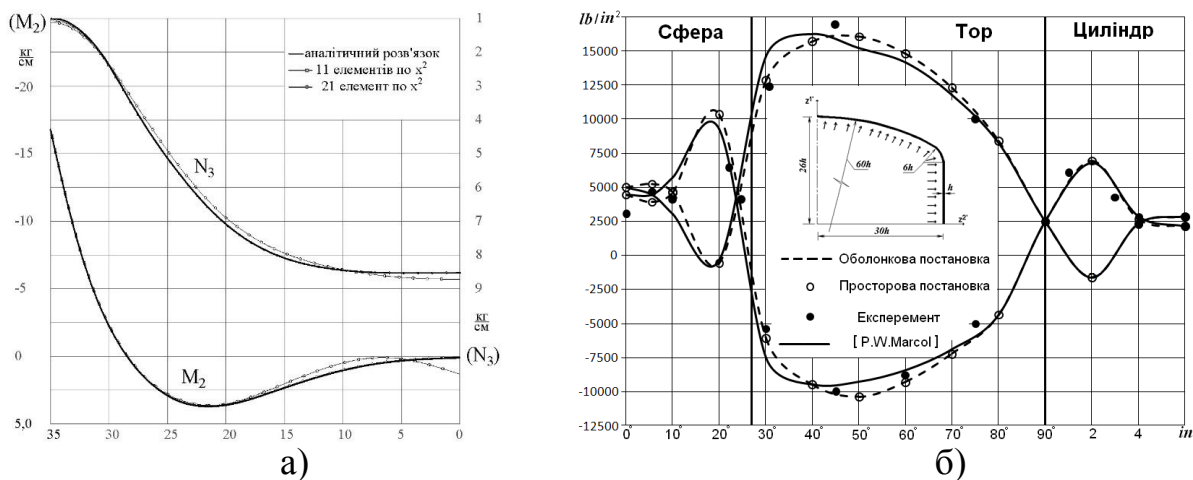 (M₂)
кг
см
-20
-15
-10
-5
0
5,0
35
30
25
20
15
10
5
0
1
2
3
4
5
6
7
8
9
кг
см
(N₃)
аналітичний розв'язок
11 елементів по x²
21 елемент по x²
N₃
M₂
а)
lb/in²
15000
12500
10000
7500
5000
2500
0
-2500
-5000
-7500
-10000
-12500
Сфера
Тор
Циліндр
z¹'
26h
60h
6h
h
z²'
30h
Оболонкова постановка
Просторова постановка
Експеремент
[ P.W.Marcol ]
0°
10°
20°
30°
40°
50°
60°
70°
80°
90°
2
4
in
б)